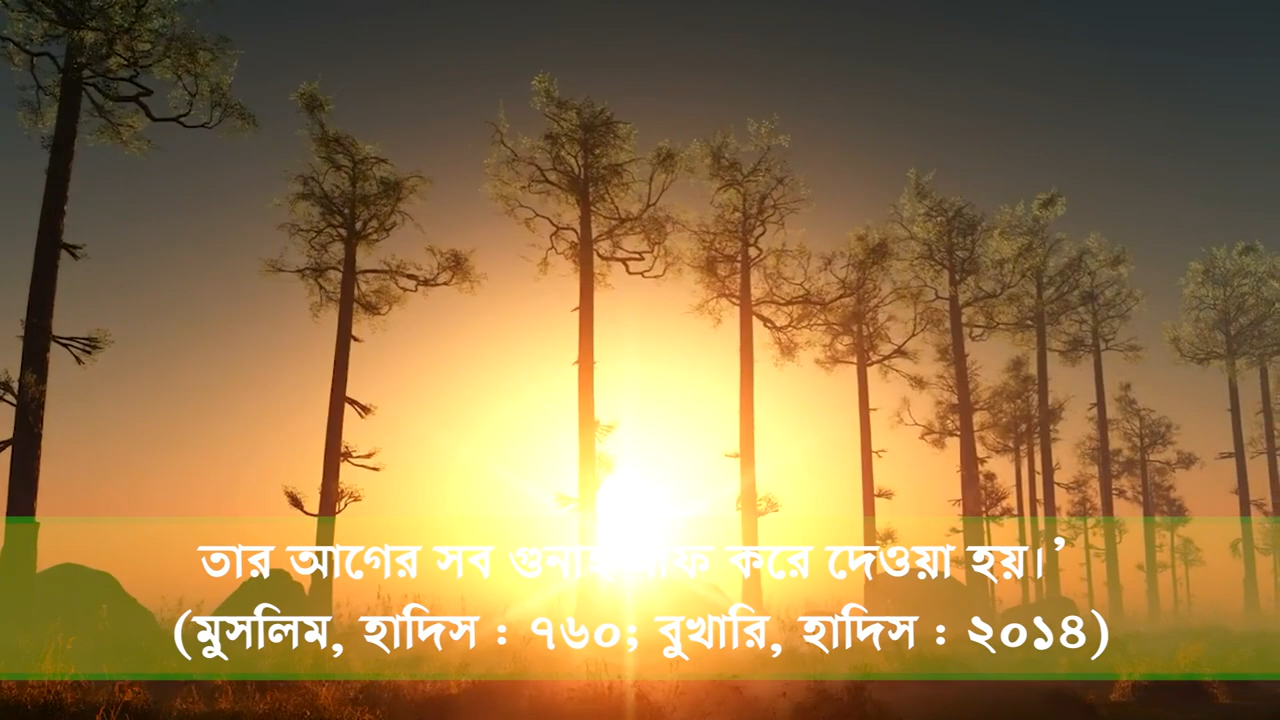 তার আগের সব গুনাহ মাফ করে দেওয়া হয়।’
(মুসলিম, হাদিস : ৭৬০; বুখারি, হাদিস : ২০১৪)